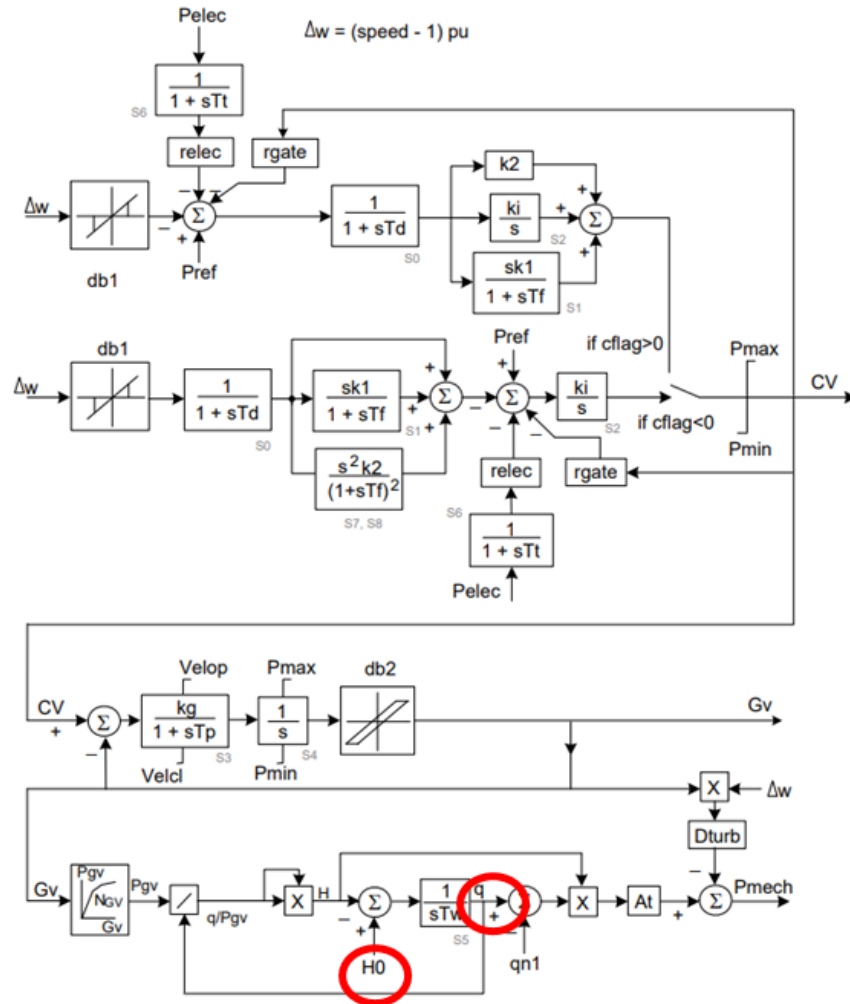 Pelec
Δw = (speed - 1) pu
1
1 + sTt
S6
relec
rgate
k2
Δw
– – –
– Σ
+
1
1 + sTd
S0
ki
s
S2
+
+ Σ
+
Pref
db1
sk1
1 + sTf
S1
db1
Pref
if cflag>0
Pmax
Δw
1
1 + sTd
S0
sk1
1 + sTf
S1
+
+ Σ
+
–
+
Σ
– –
ki
s
S2
if cflag<0
CV
Pmin
s²k2
(1+sTf)²
S7, S8
relec
rgate
S6
1
1 + sTt
Pelec
Velop
Pmax
db2
CV
+
Σ
–
kg
1 + sTp
S3
1
s
S4
Gv
Velcl
Pmin
X
Δw
Dturb
Pgv
NGV
Gv
Gv
Pgv
/
q/Pgv
X
H
–
Σ
+
1
sTw
S5
q
+
Σ
–
X
At
+
–
Σ
Pmech
H0
qn1